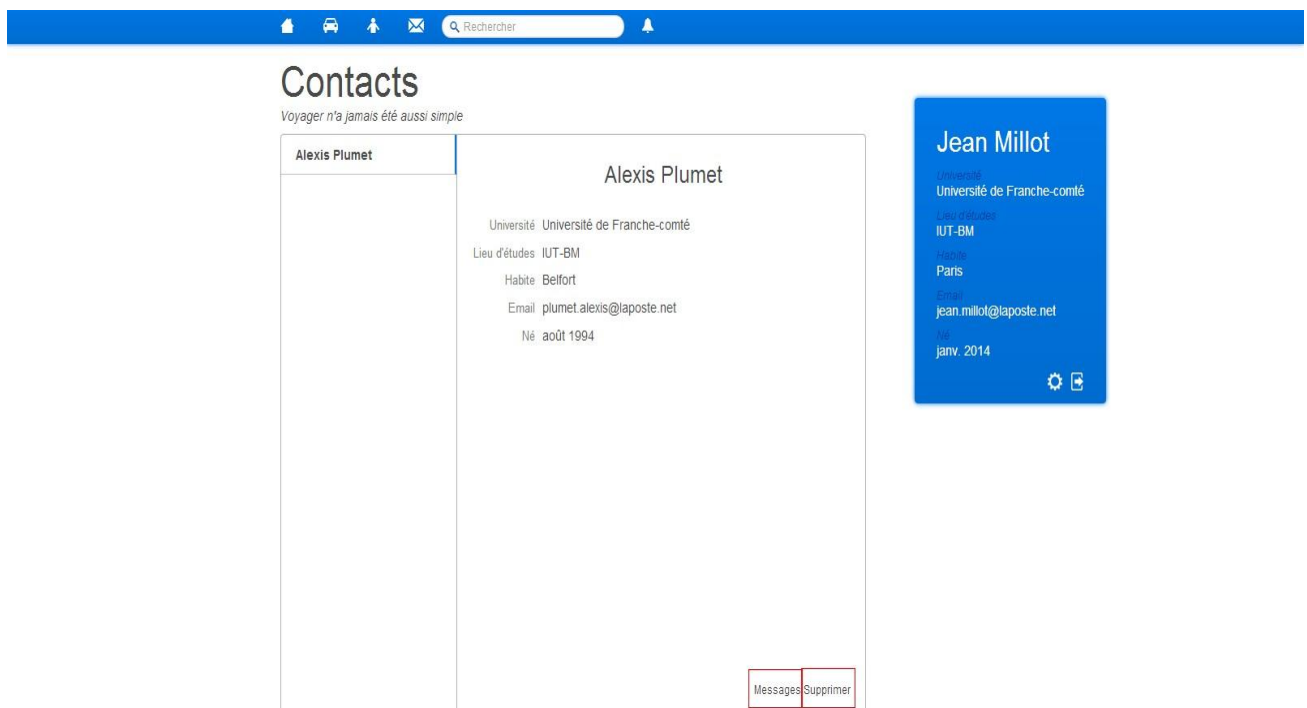 Rechercher
Contacts
Voyager n'a jamais été aussi simple
Alexis Plumet
Alexis Plumet
Université Université de Franche-comté
Lieu d'études IUT-BM
Habite Belfort
Email plumet.alexis@laposte.net
Né août 1994
Messages Supprimer
Jean Millot
Université
Université de Franche-comté
Lieu d'études
IUT-BM
Habite
Paris
Email
jean.millot@laposte.net
Né
janv. 2014